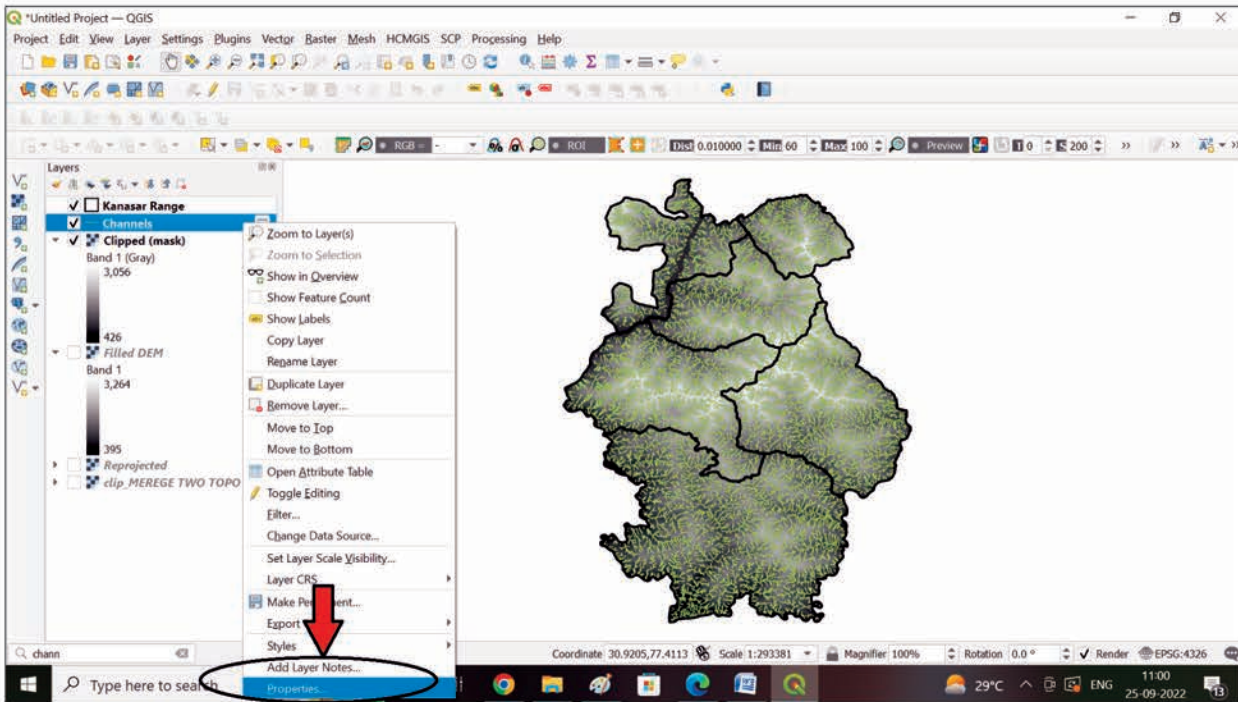 *Untitled Project — QGIS
Project Edit View Layer Settings Plugins Vector Raster Mesh HCMGIS SCP Processing Help
RGB = - ROI Dist 0.010000 Min 60 Max 100 Preview 0 200 »
Layers
Kanasar Range
Channels
Clipped (mask)
Band 1 (Gray)
3,056
426
Filled DEM
Band 1
3,264
395
Reprojected
clip_MEREGE TWO TOPO
Zoom to Layer(s)
Zoom to Selection
Show in Overview
Show Feature Count
Show Labels
Copy Layer
Rename Layer
Duplicate Layer
Remove Layer...
Move to Top
Move to Bottom
Open Attribute Table
Toggle Editing
Filter...
Change Data Source...
Set Layer Scale Visibility...
Layer CRS
Make
Export
Styles
Add Layer Notes...
Properties...
chann
Coordinate 30.9205,77.4113 Scale 1:293381 Magnifier 100% Rotation 0.0 ° Render EPSG:4326
Type here to search
29°C ENG
11:00
25-09-2022
13